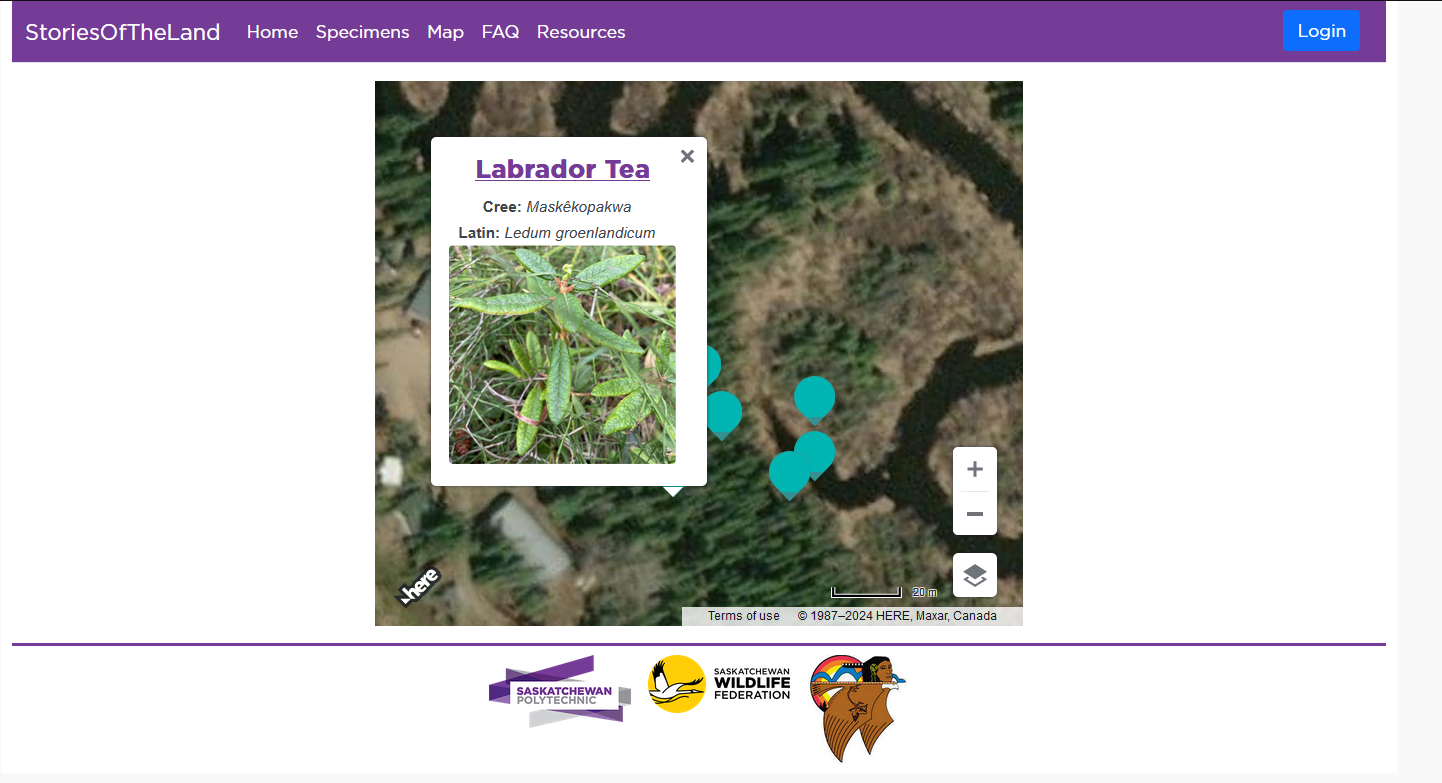 StoriesOfTheLand Home Specimens Map FAQ Resources Login
Labrador Tea
Cree: Maskêkopakwa
Latin: Ledum groenlandicum
here
20 m
Terms of use © 1987–2024 HERE, Maxar, Canada
SASKATCHEWAN
POLYTECHNIC
SASKATCHEWAN
WILDLIFE
FEDERATION